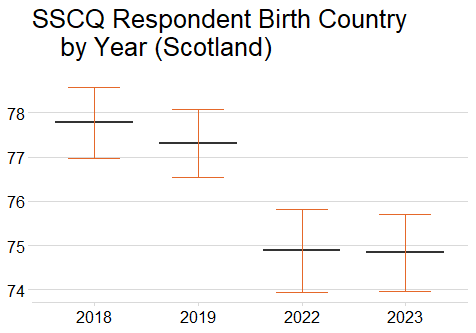 SSCQ Respondent Birth Country
by Year (Scotland)
78
77
76
75
74
2018 2019 2022 2023